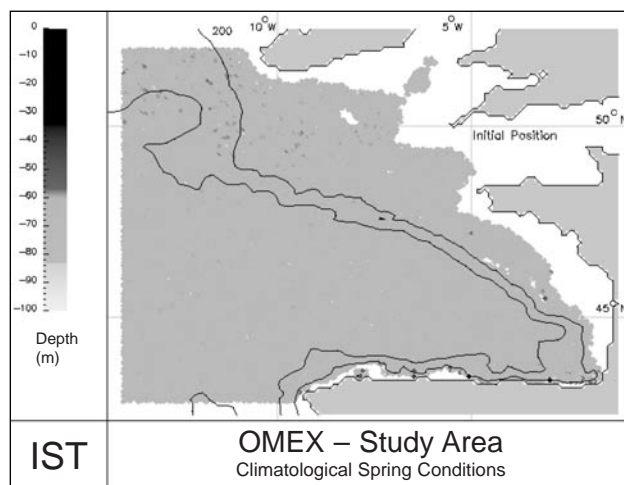 0
−10
−20
−30
−40
−50
−60
−70
−80
−90
−100
Depth
(m)
200
10°W
5°W
50°N
Initial Position
45°N
IST
OMEX – Study Area
Climatological Spring Conditions